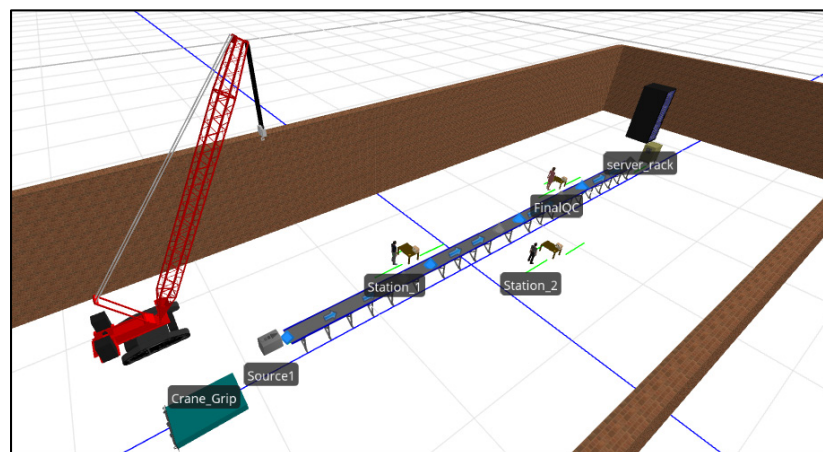 server_rack
FinalQC
Station_1
Station_2
Source1
Crane_Grip